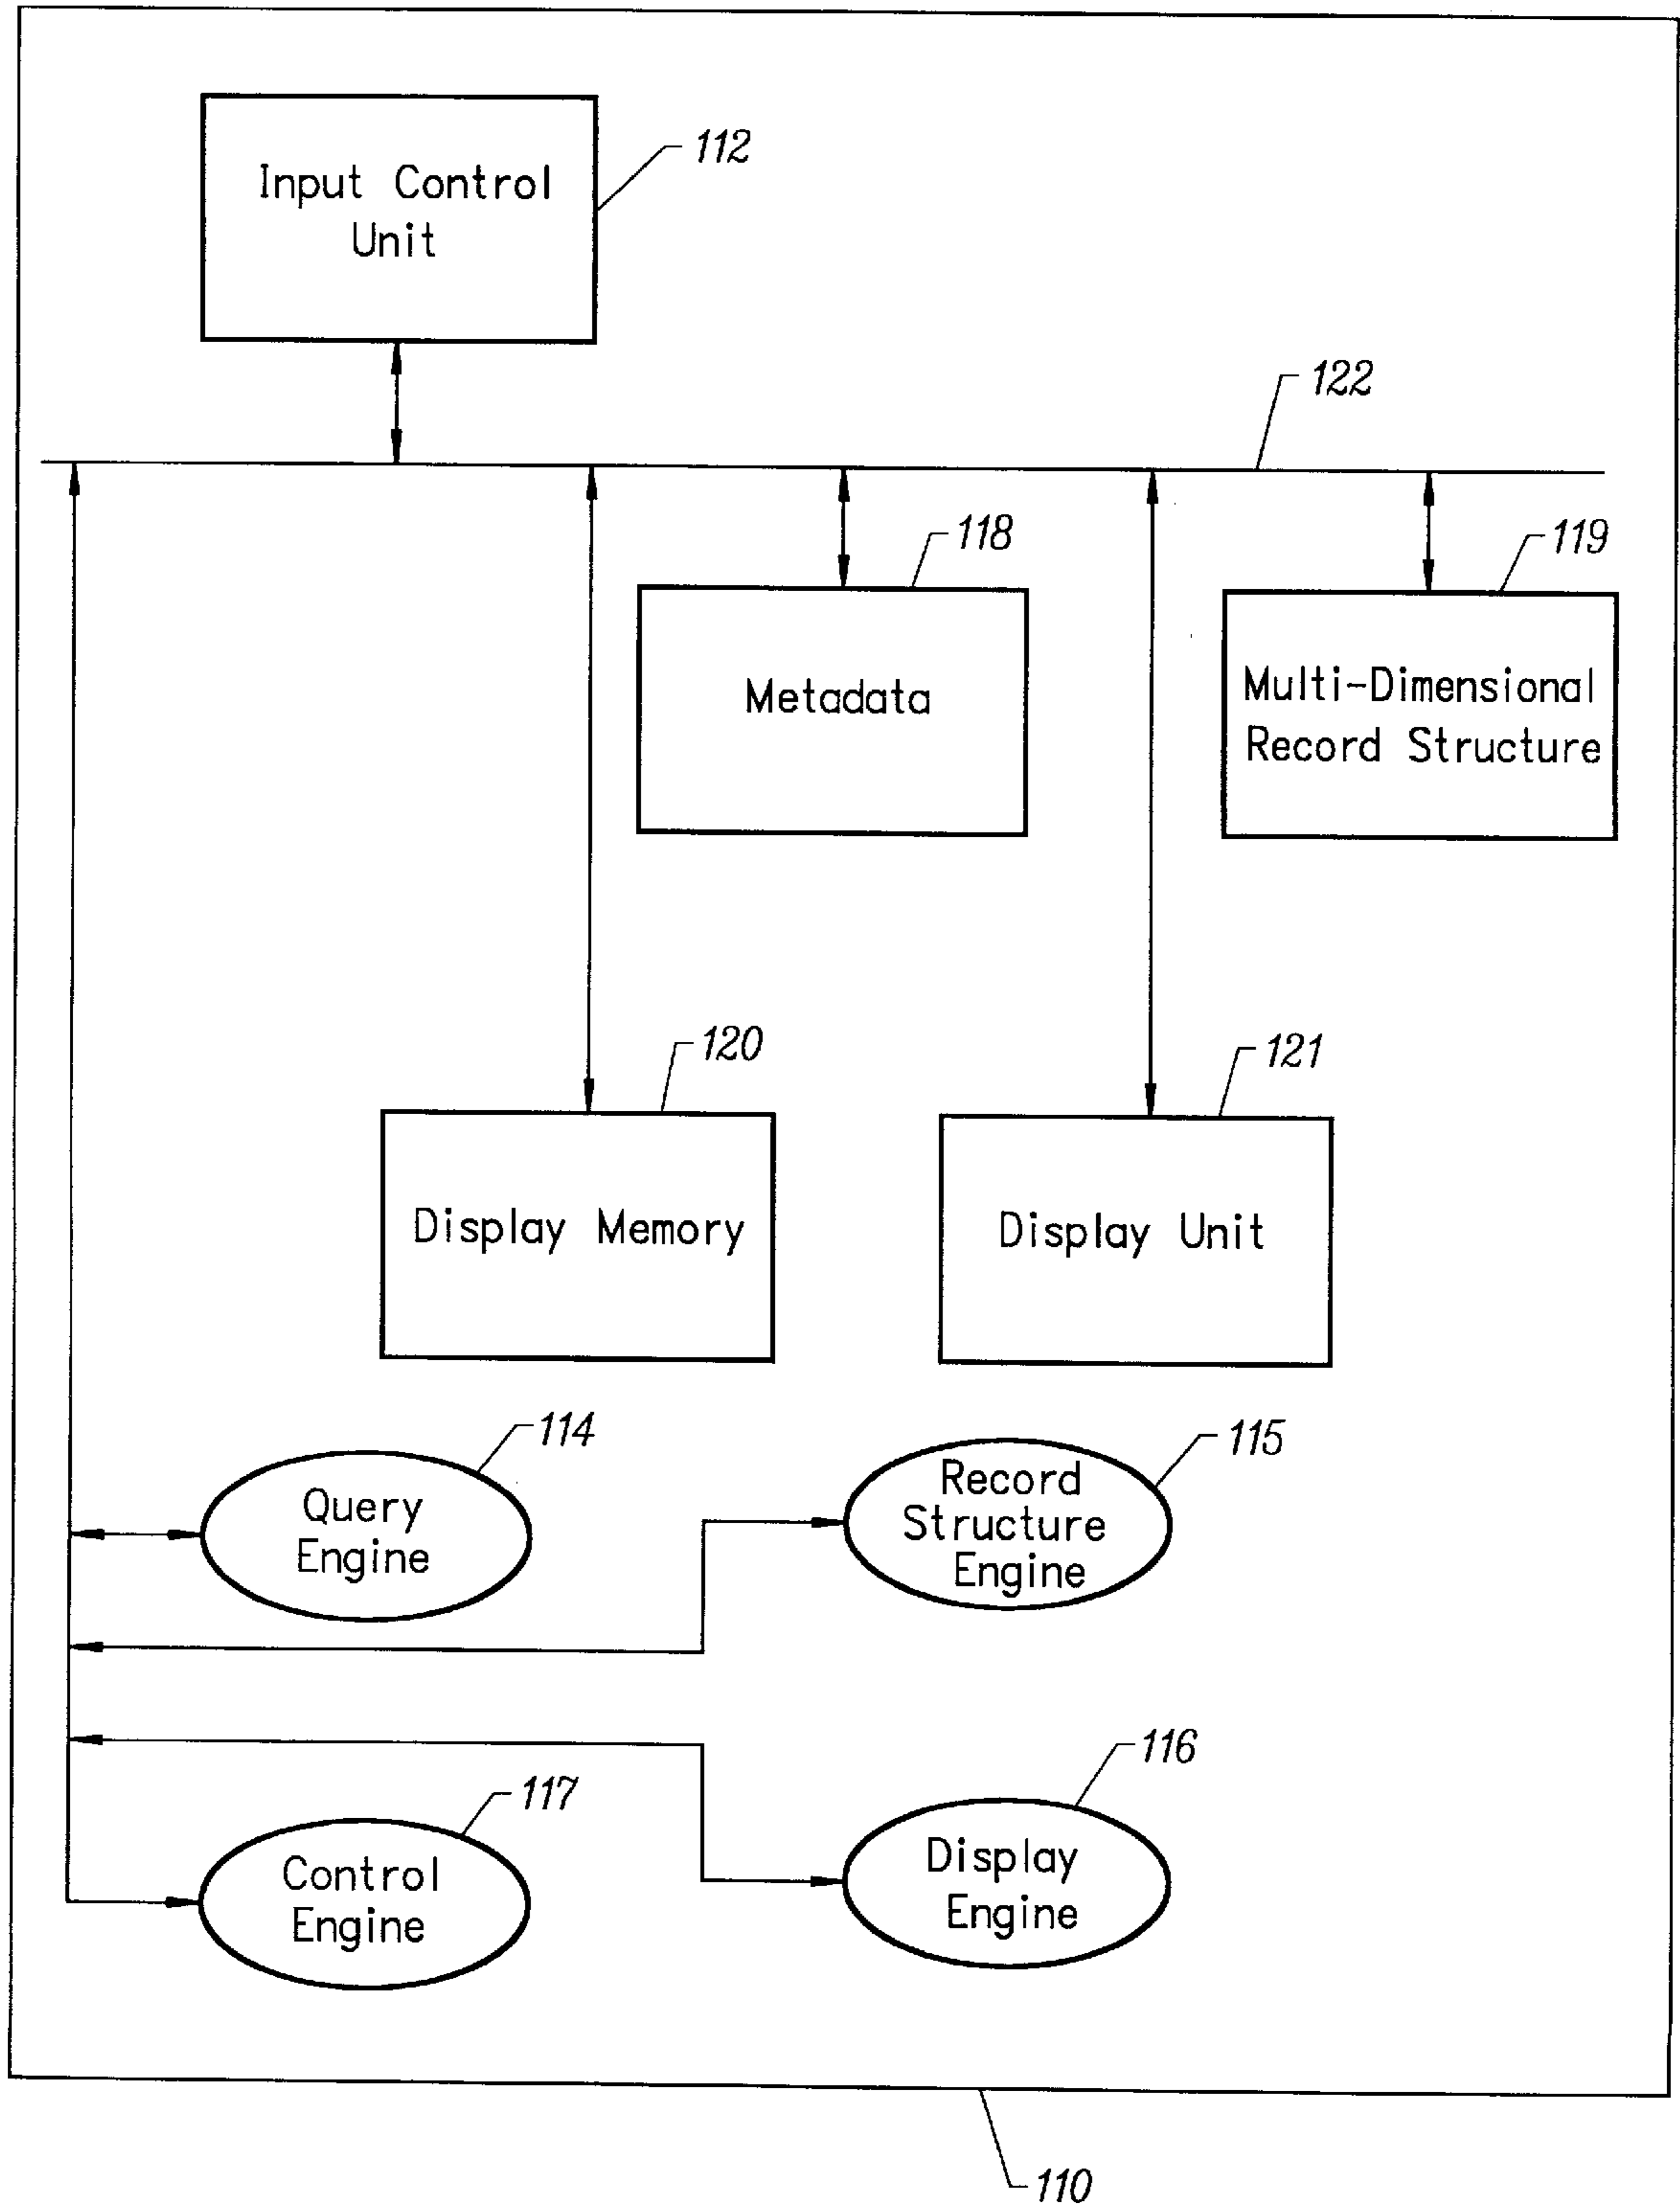 Input Control
Unit
112
122
118
119
Metadata
Multi-Dimensional
Record Structure
120
121
Display Memory
Display Unit
114
115
Query
Engine
Record
Structure
Engine
116
117
Control
Engine
Display
Engine
110